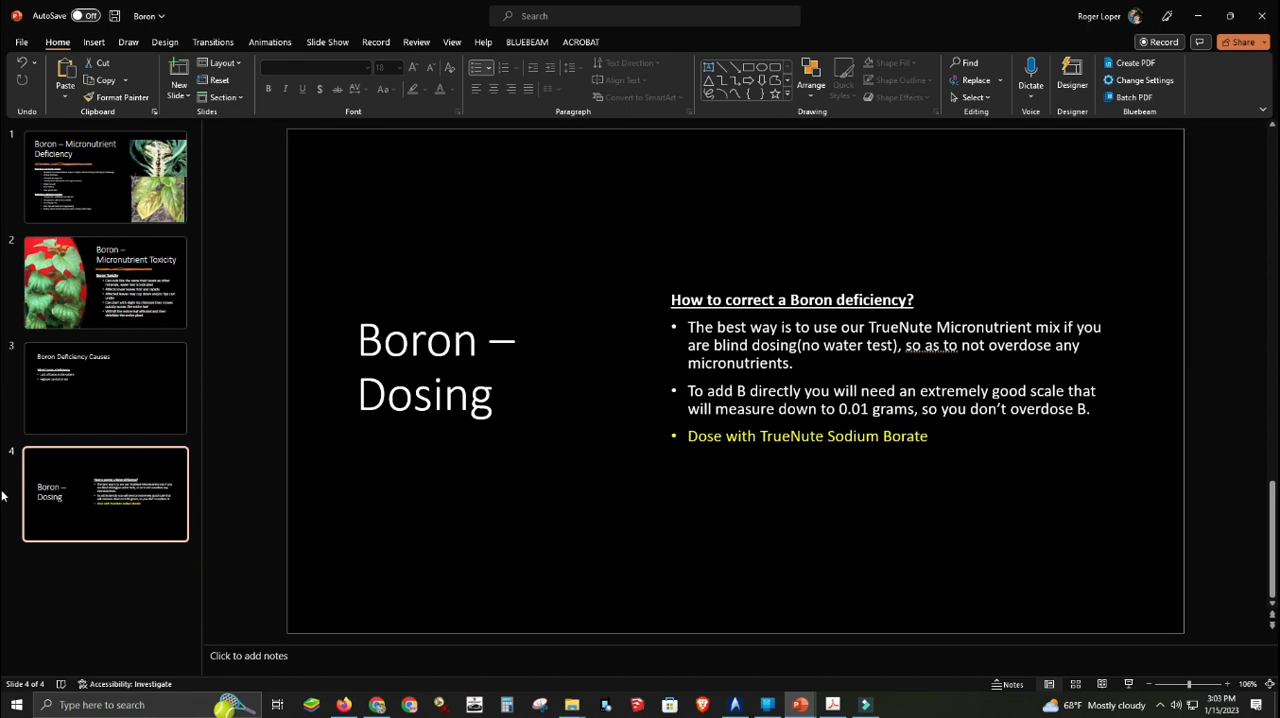 AutoSave Off Boron Search Roger Loper
File Home Insert Draw Design Transitions Animations Slide Show Record Review View Help BLUEBEAM ACROBAT Record Share
Cut
Copy
Format Painter
Paste
Undo
Clipboard
New
Slide
Layout
Reset
Section
Slides
18
Font
Text Direction
Align Text
Convert to SmartArt
Paragraph
Arrange
Quick
Styles
Shape Fill
Shape Outline
Shape Effects
Drawing
Find
Replace
Select
Editing
Dictate
Voice
Designer
Designer
Create PDF
Change Settings
Batch PDF
Bluebeam
1
Boron – Micronutrient
Deficiency
2
Boron –
Micronutrient Toxicity
Boron Toxicity
3
Boron Deficiency Causes
4
Boron –
Dosing
Boron –
Dosing
How to correct a Boron deficiency?
• The best way is to use our TrueNute Micronutrient mix if you
are blind dosing(no water test), so as to not overdose any
micronutrients.
• To add B directly you will need an extremely good scale that
will measure down to 0.01 grams, so you don't overdose B.
• Dose with TrueNute Sodium Borate
Click to add notes
Slide 4 of 4 Accessibility: Investigate Notes 106%
Type here to search 68°F Mostly cloudy 3:03 PM
1/15/2023